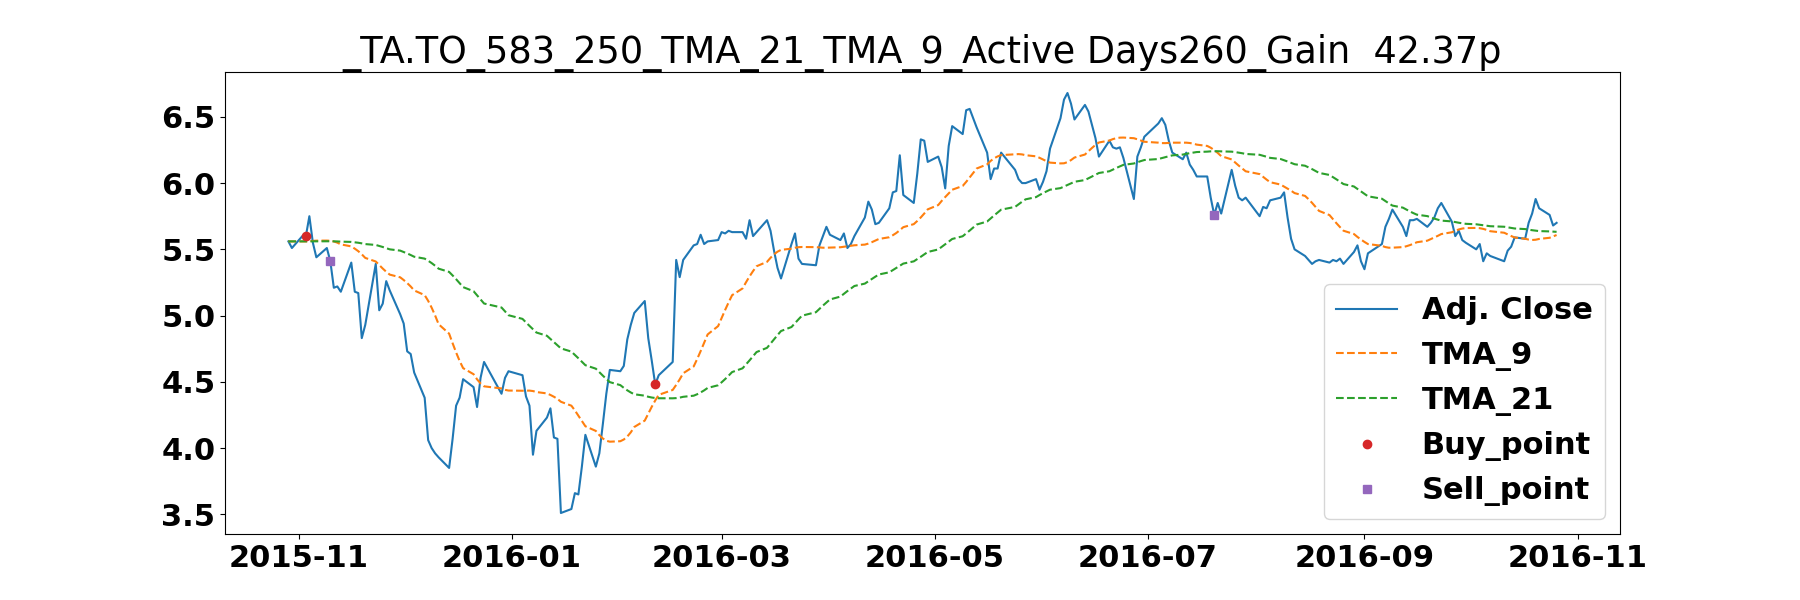 _TA.TO_583_250_TMA_21_TMA_9_Active Days260_Gain  42.37p
6.5
6.0
5.5
5.0
4.5
4.0
3.5
Adj. Close
TMA_9
TMA_21
Buy_point
Sell_point
2015-11 2016-01 2016-03 2016-05 2016-07 2016-09 2016-11